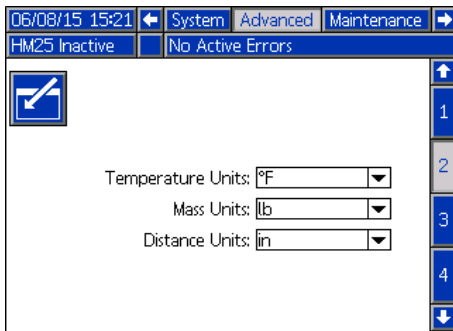 06/08/15 15:21 System Advanced Maintenance
HM25 Inactive No Active Errors
1
Temperature Units: °F
2
Mass Units: lb
3
Distance Units: in
4